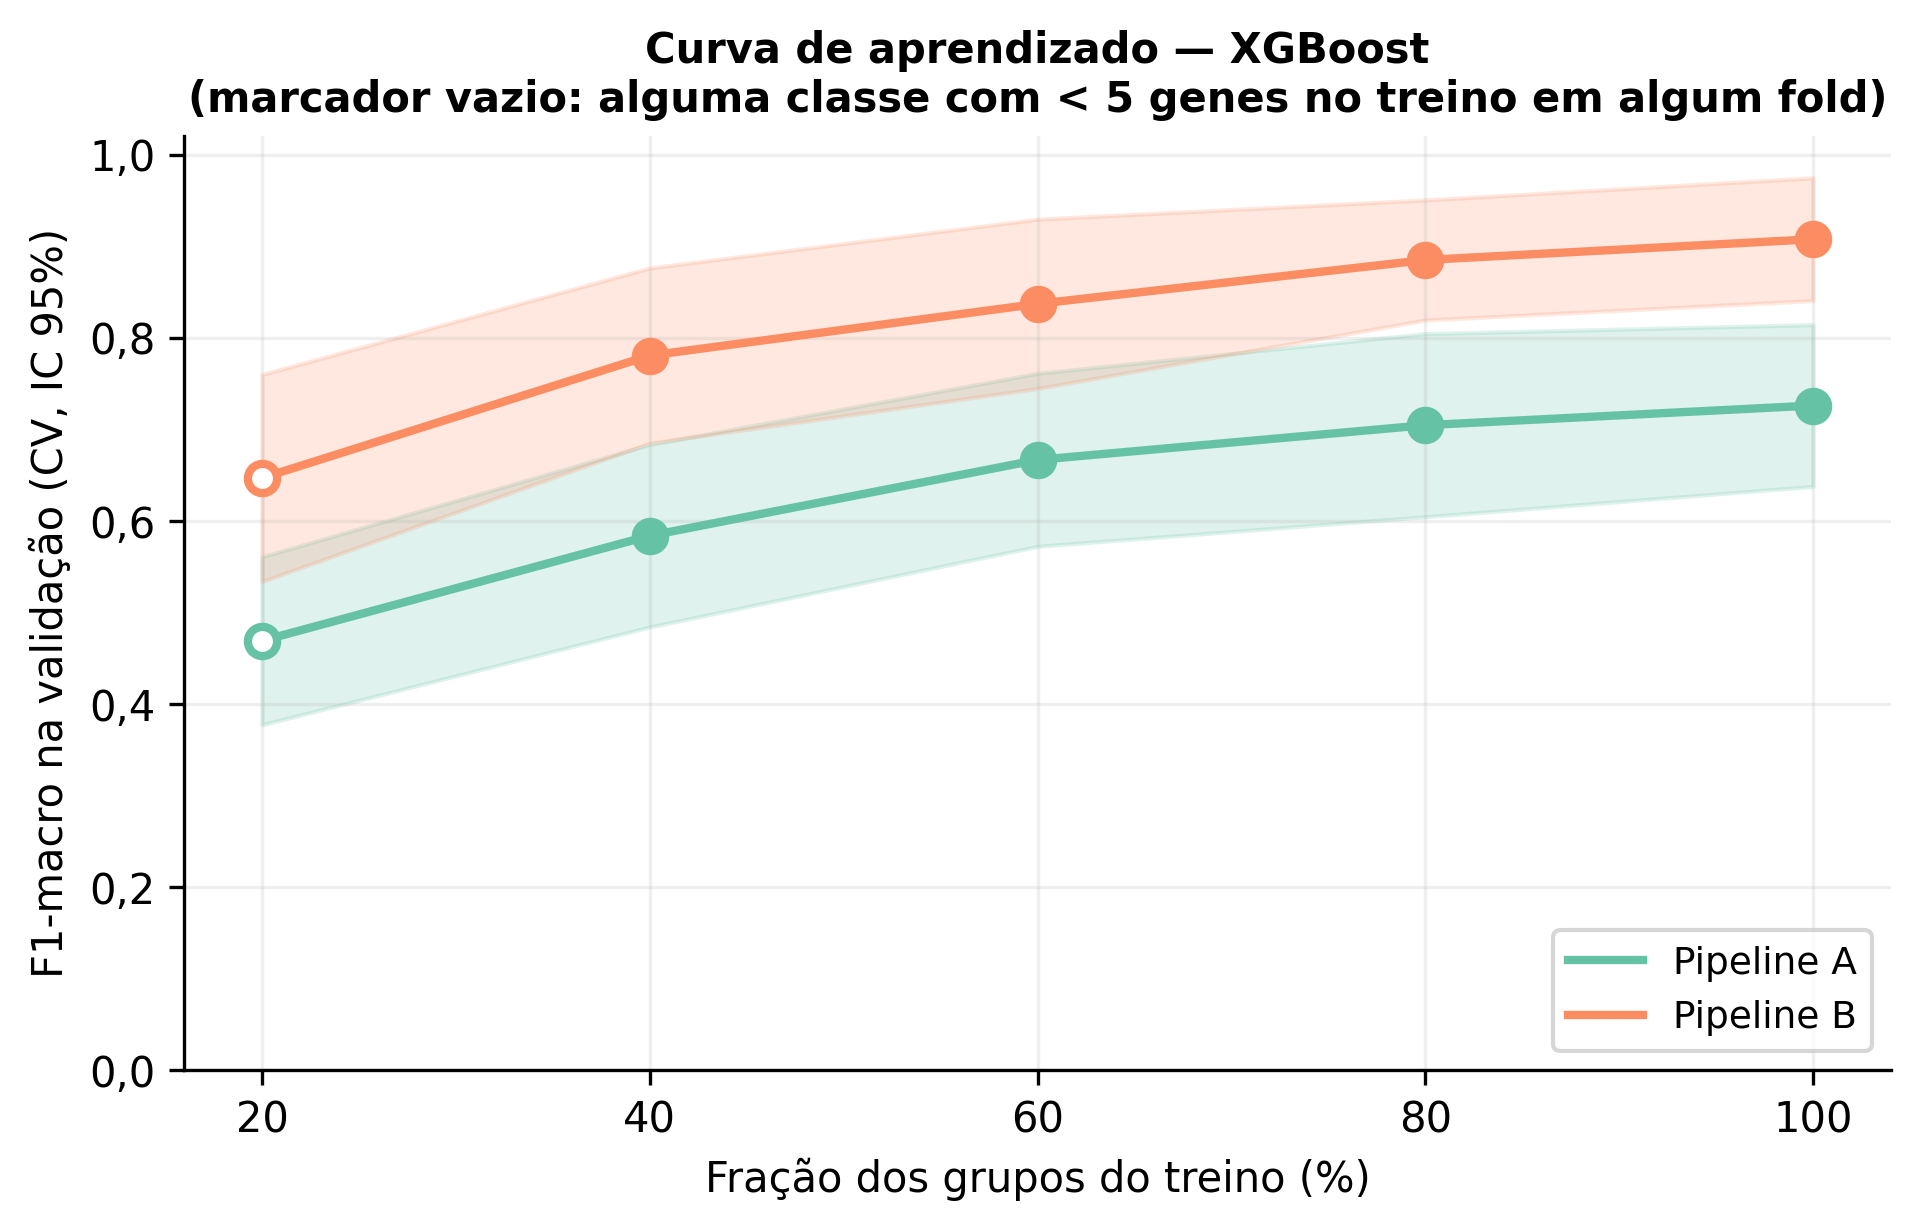 Curva de aprendizado — XGBoost
(marcador vazio: alguma classe com < 5 genes no treino em algum fold)
F1-macro na validação (CV, IC 95%)
1,0
0,8
0,6
0,4
0,2
0,0
Pipeline A
Pipeline B
20
40
60
80
100
Fração dos grupos do treino (%)